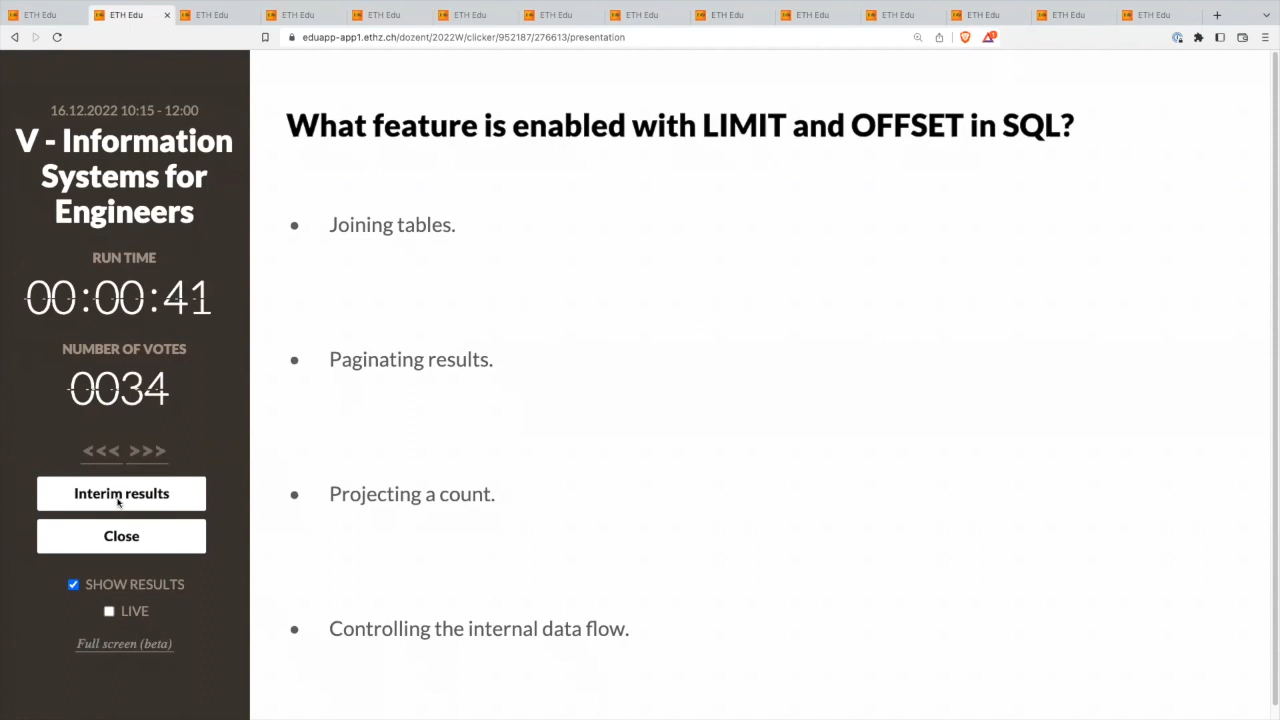 ETH Edu
ETH Edu
ETH Edu
ETH Edu
ETH Edu
ETH Edu
ETH Edu
ETH Edu
ETH Edu
ETH Edu
ETH Edu
ETH Edu
ETH Edu
ETH Edu
eduapp-app1.ethz.ch/dozent/2022W/clicker/952187/276613/presentation
16.12.2022 10:15 - 12:00
V - Information
Systems for
Engineers
RUN TIME
00:00:41
NUMBER OF VOTES
0034
<<< >>>
Interim results
Close
SHOW RESULTS
LIVE
Full screen (beta)
What feature is enabled with LIMIT and OFFSET in SQL?
• Joining tables.
• Paginating results.
• Projecting a count.
• Controlling the internal data flow.